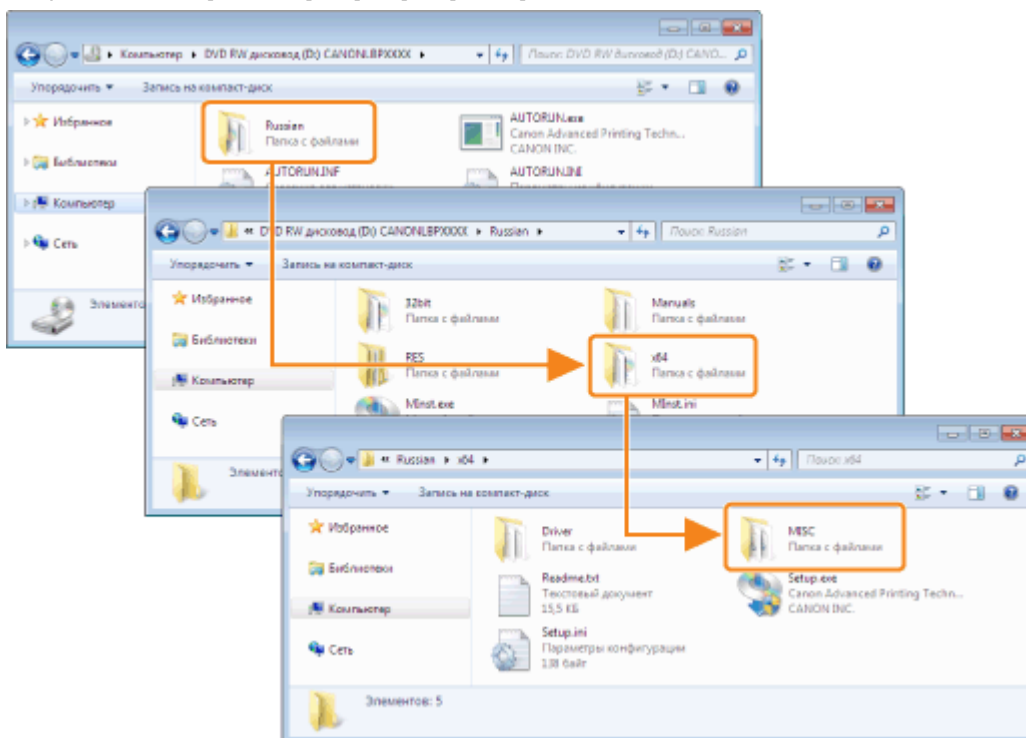 Компьютер ▸ DVD RW дисковод (D:) CANONLBPXXXX ▸
Поиск: DVD RW дисковод (D:) CANO...
Упорядочить ▾ Запись на компакт-диск
Избранное
Библиотеки
Компьютер
Сеть
Russian
Папка с файлами
AUTORUN.exe
Canon Advanced Printing Techn...
CANON INC.
AUTORUN.INF
AUTORUN.INI
« DVD RW дисковод (D:) CANONLBPXXXX ▸ Russian ▸
Поиск: Russian
Упорядочить ▾ Запись на компакт-диск
Избранное
Библиотеки
Компьютер
Сеть
32bit
Папка с файлами
Manuals
Папка с файлами
RES
Папка с файлами
x64
Папка с файлами
MInst.exe
MInst.ini
« Russian ▸ x64 ▸
Поиск: x64
Упорядочить ▾ Запись на компакт-диск
Избранное
Библиотеки
Компьютер
Сеть
Driver
Папка с файлами
MISC
Папка с файлами
Readme.txt
Текстовый документ
15,5 КБ
Setup.exe
Canon Advanced Printing Techn...
CANON INC.
Setup.ini
Параметры конфигурации
138 байт
Элементов: 5